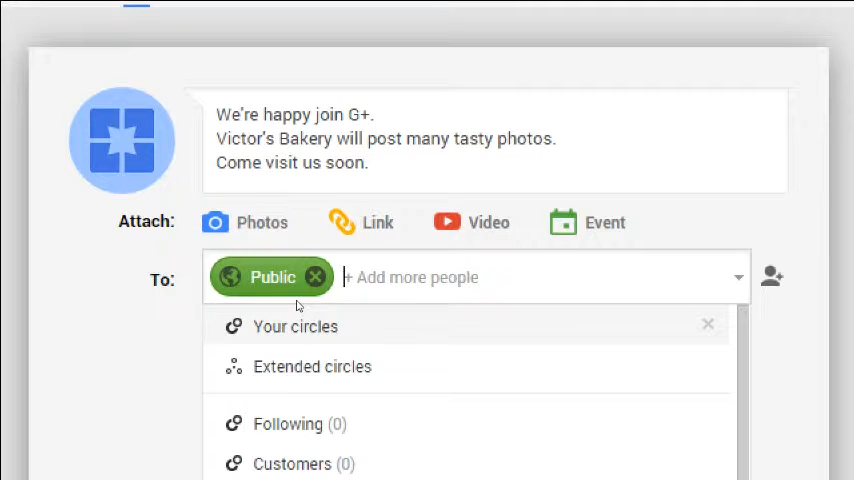 We're happy join G+.
Victor's Bakery will post many tasty photos.
Come visit us soon.
Attach: Photos Link Video Event
To: Public + Add more people
Your circles
Extended circles
Following (0)
Customers (0)